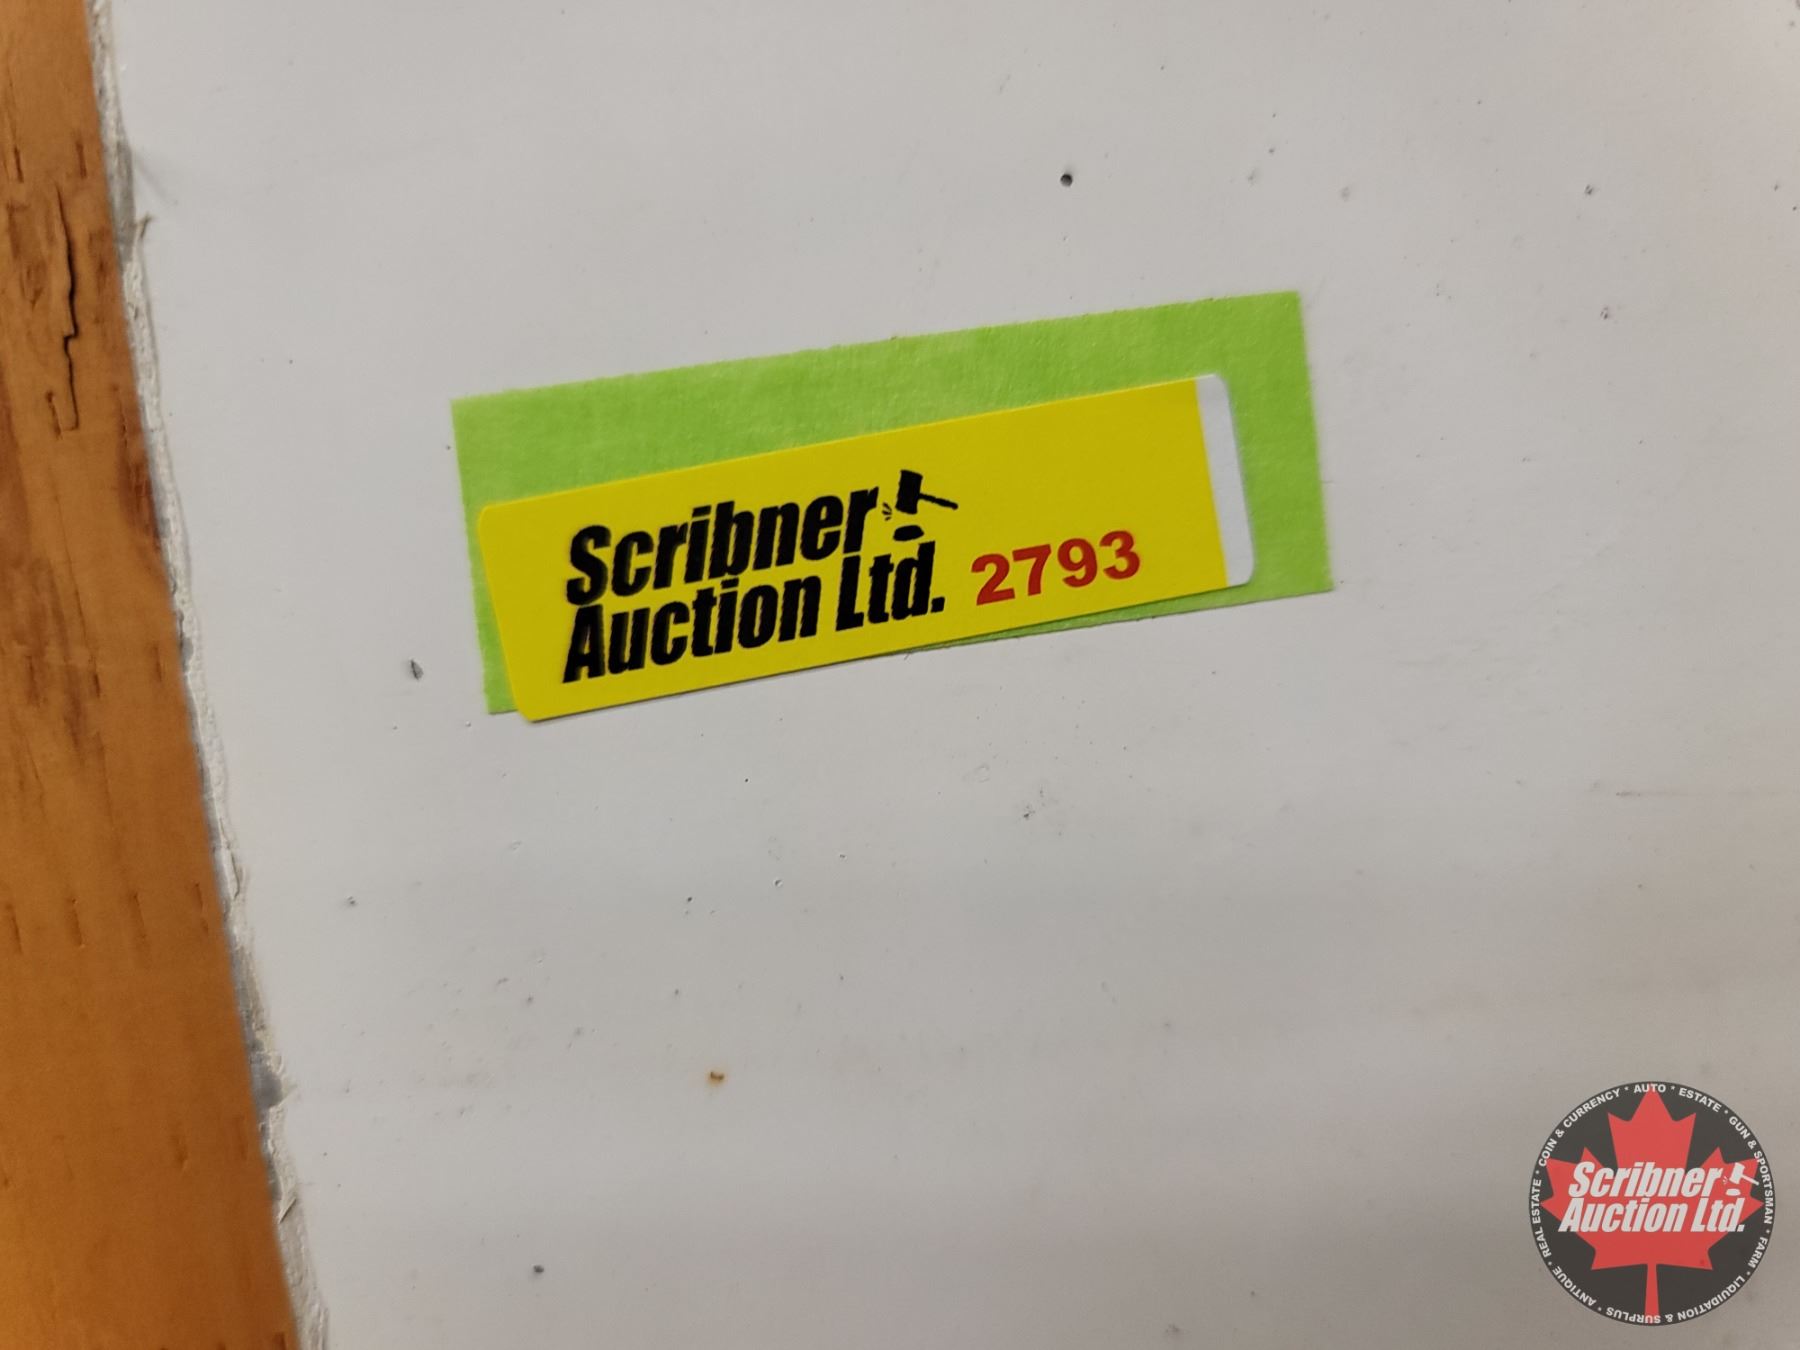 Scribner
Auction Ltd. 2793
COIN & CURRENCY * AUTO * ESTATE * GUN & SPORTSMAN * FARM * LIQUIDATION & SURPLUS * ANTIQUE * REAL ESTATE *
Scribner
Auction Ltd.